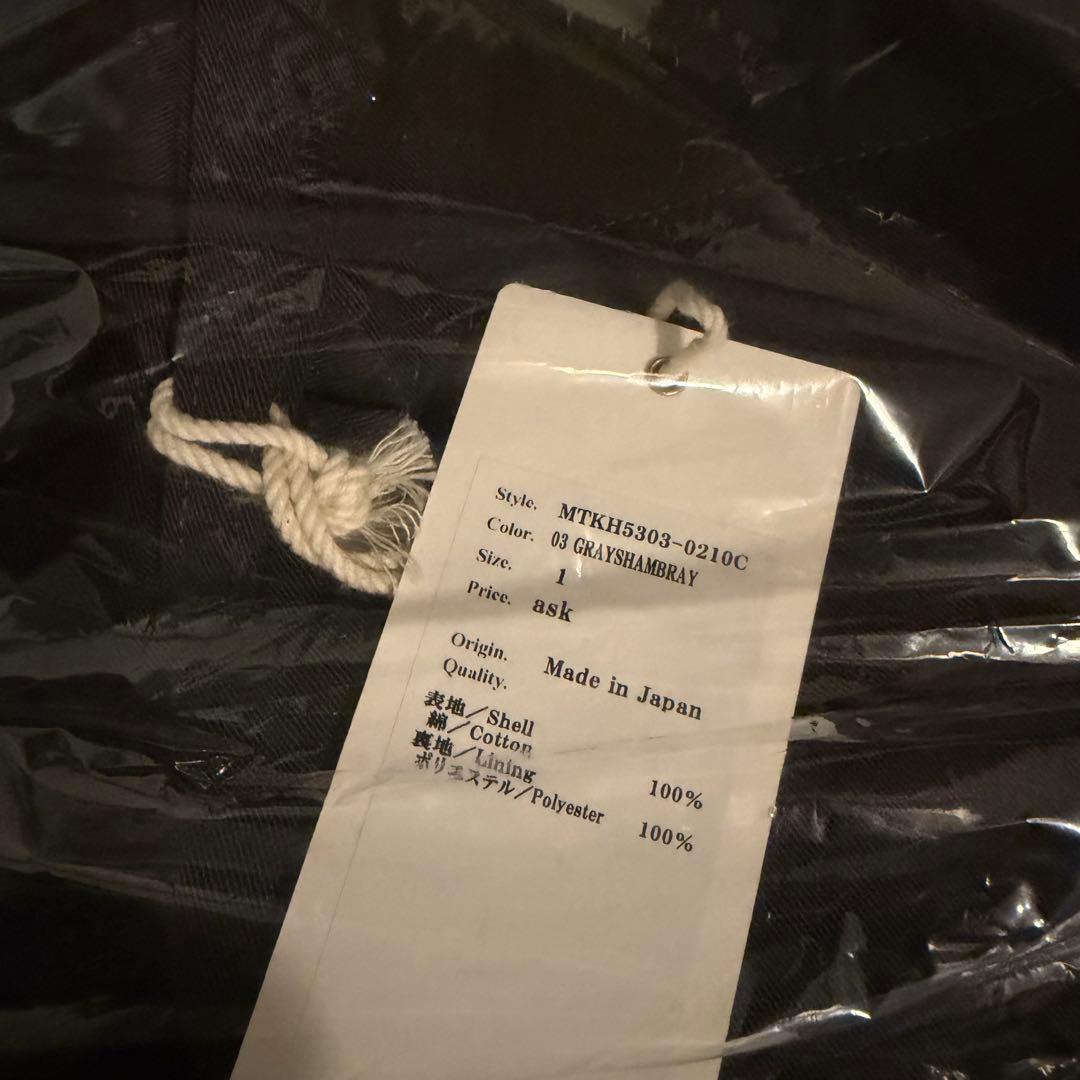 Style. MTKH5303-0210C
Color. 03 GRAYSHAMBRAY
Size. 1
Price. ask
Origin. Made in Japan
Quality.
表地／Shell
綿／Cotton 100%
裏地／Lining
ポリエステル／Polyester 100%